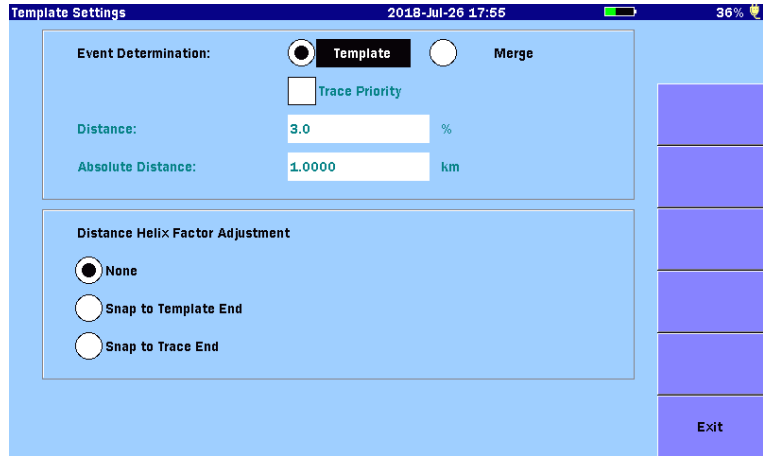 Template Settings 2018-Jul-26 17:55 36%
Event Determination: Template Merge
Trace Priority
Distance: 3.0 %
Absolute Distance: 1.0000 km
Distance Helix Factor Adjustment
None
Snap to Template End
Snap to Trace End
Exit